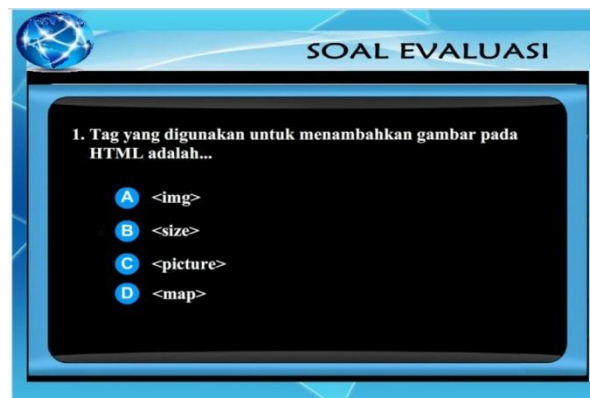 SOAL EVALUASI
1. Tag yang digunakan untuk menambahkan gambar pada
HTML adalah...
A <img>
B <size>
C <picture>
D <map>